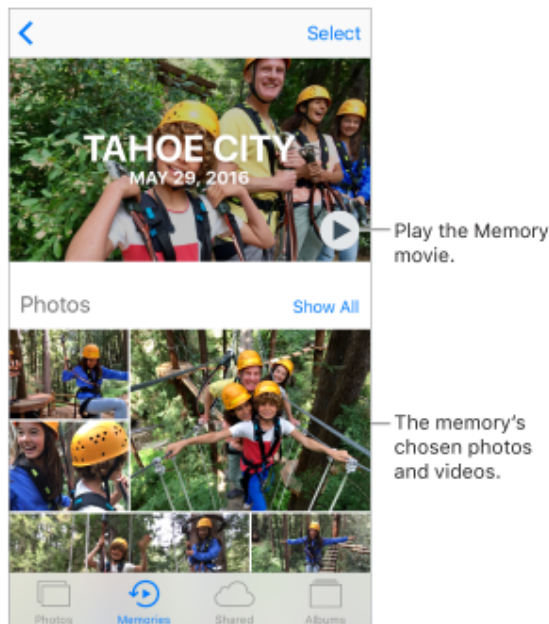 Select
TAHOE CITY
MAY 29, 2016
Play the Memory
movie.
Photos
Show All
The memory's
chosen photos
and videos.
Photos
Memories
Shared
Albums